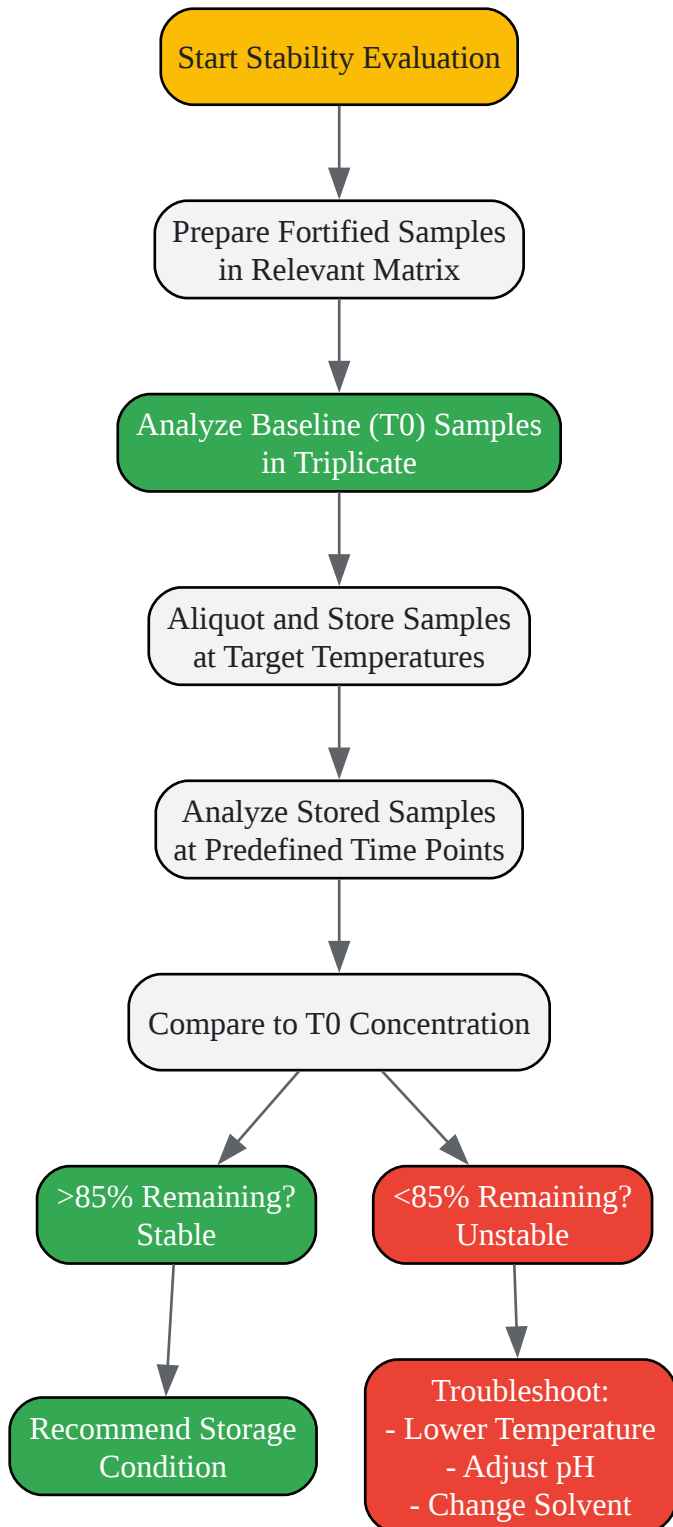 Start Stability Evaluation
Prepare Fortified Samples
in Relevant Matrix
Analyze Baseline (T0) Samples
in Triplicate
Aliquot and Store Samples
at Target Temperatures
Analyze Stored Samples
at Predefined Time Points
Compare to T0 Concentration
>85% Remaining?
Stable
<85% Remaining?
Unstable
Recommend Storage
Condition
Troubleshoot:
- Lower Temperature
- Adjust pH
- Change Solvent